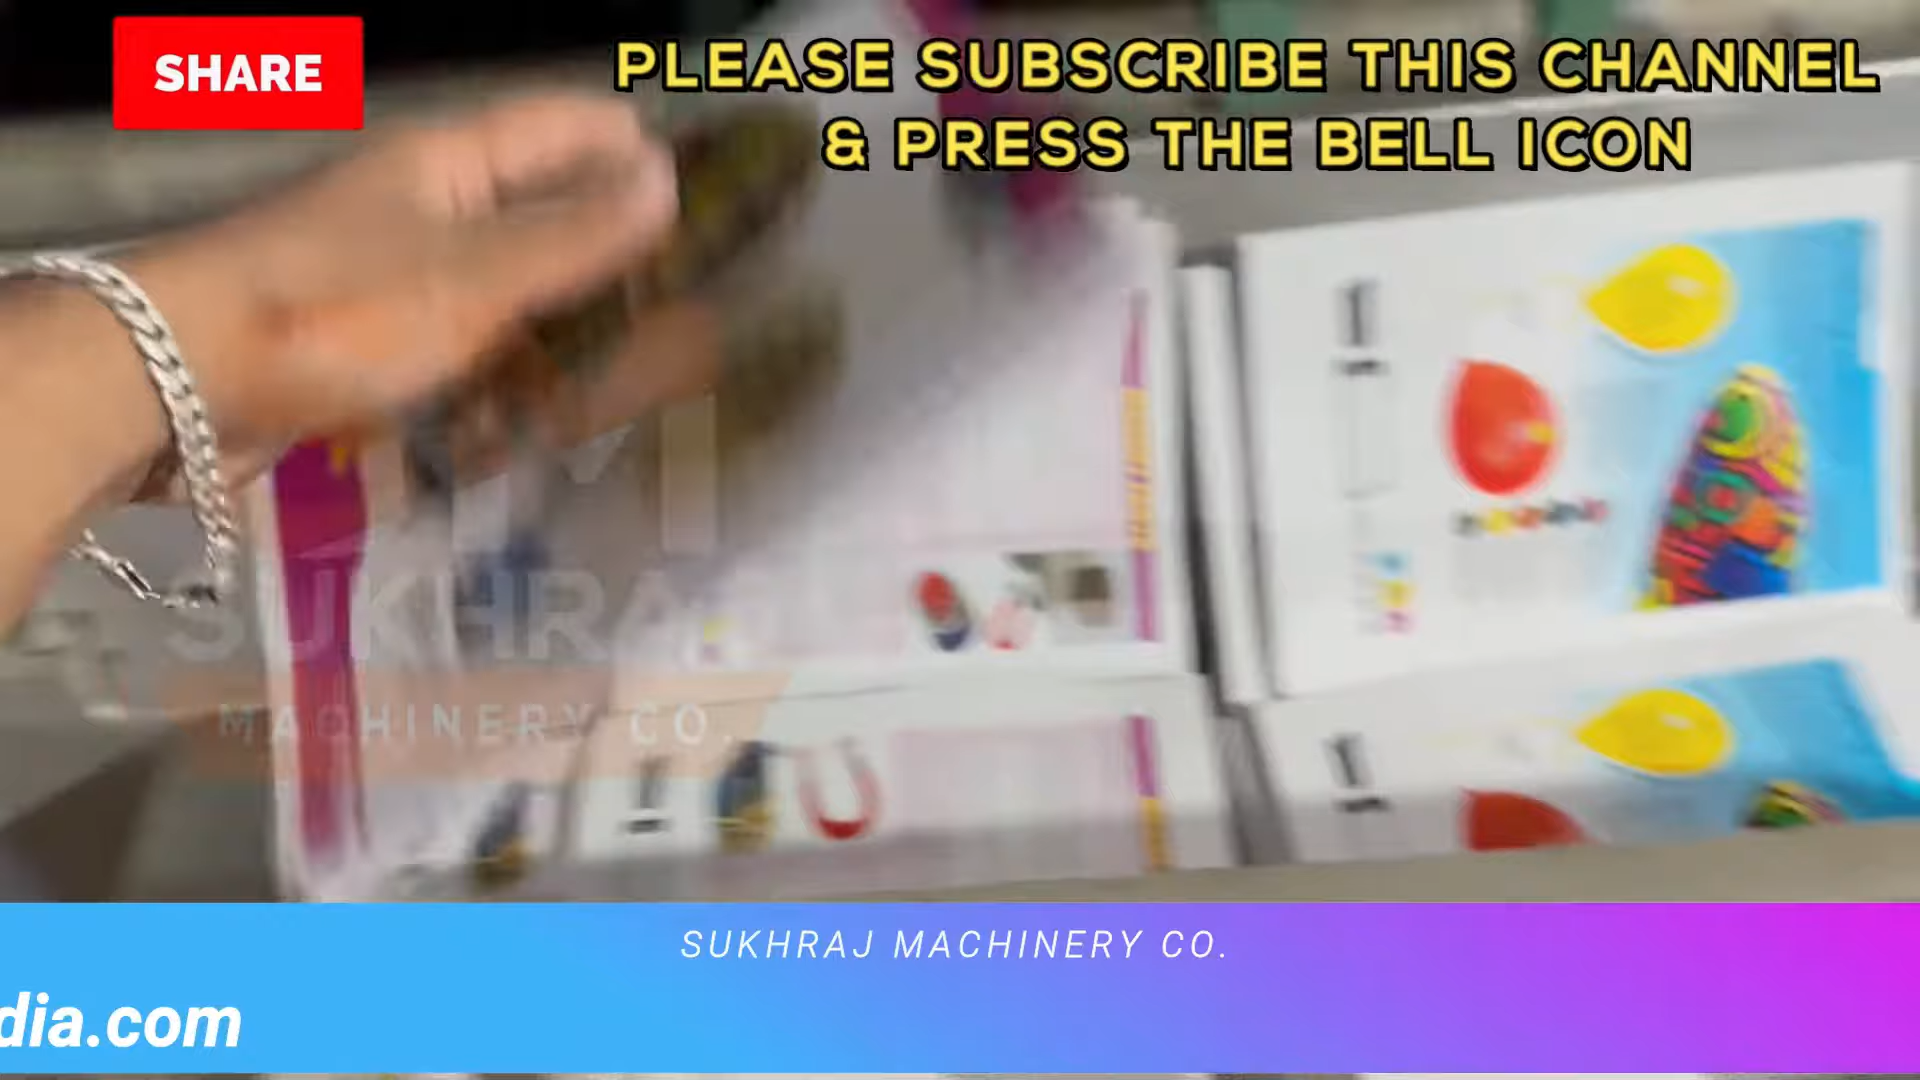 SHARE
PLEASE SUBSCRIBE THIS CHANNEL
& PRESS THE BELL ICON
SUKHRAJ
MACHINERY CO.
SUKHRAJ MACHINERY CO.
dia.com